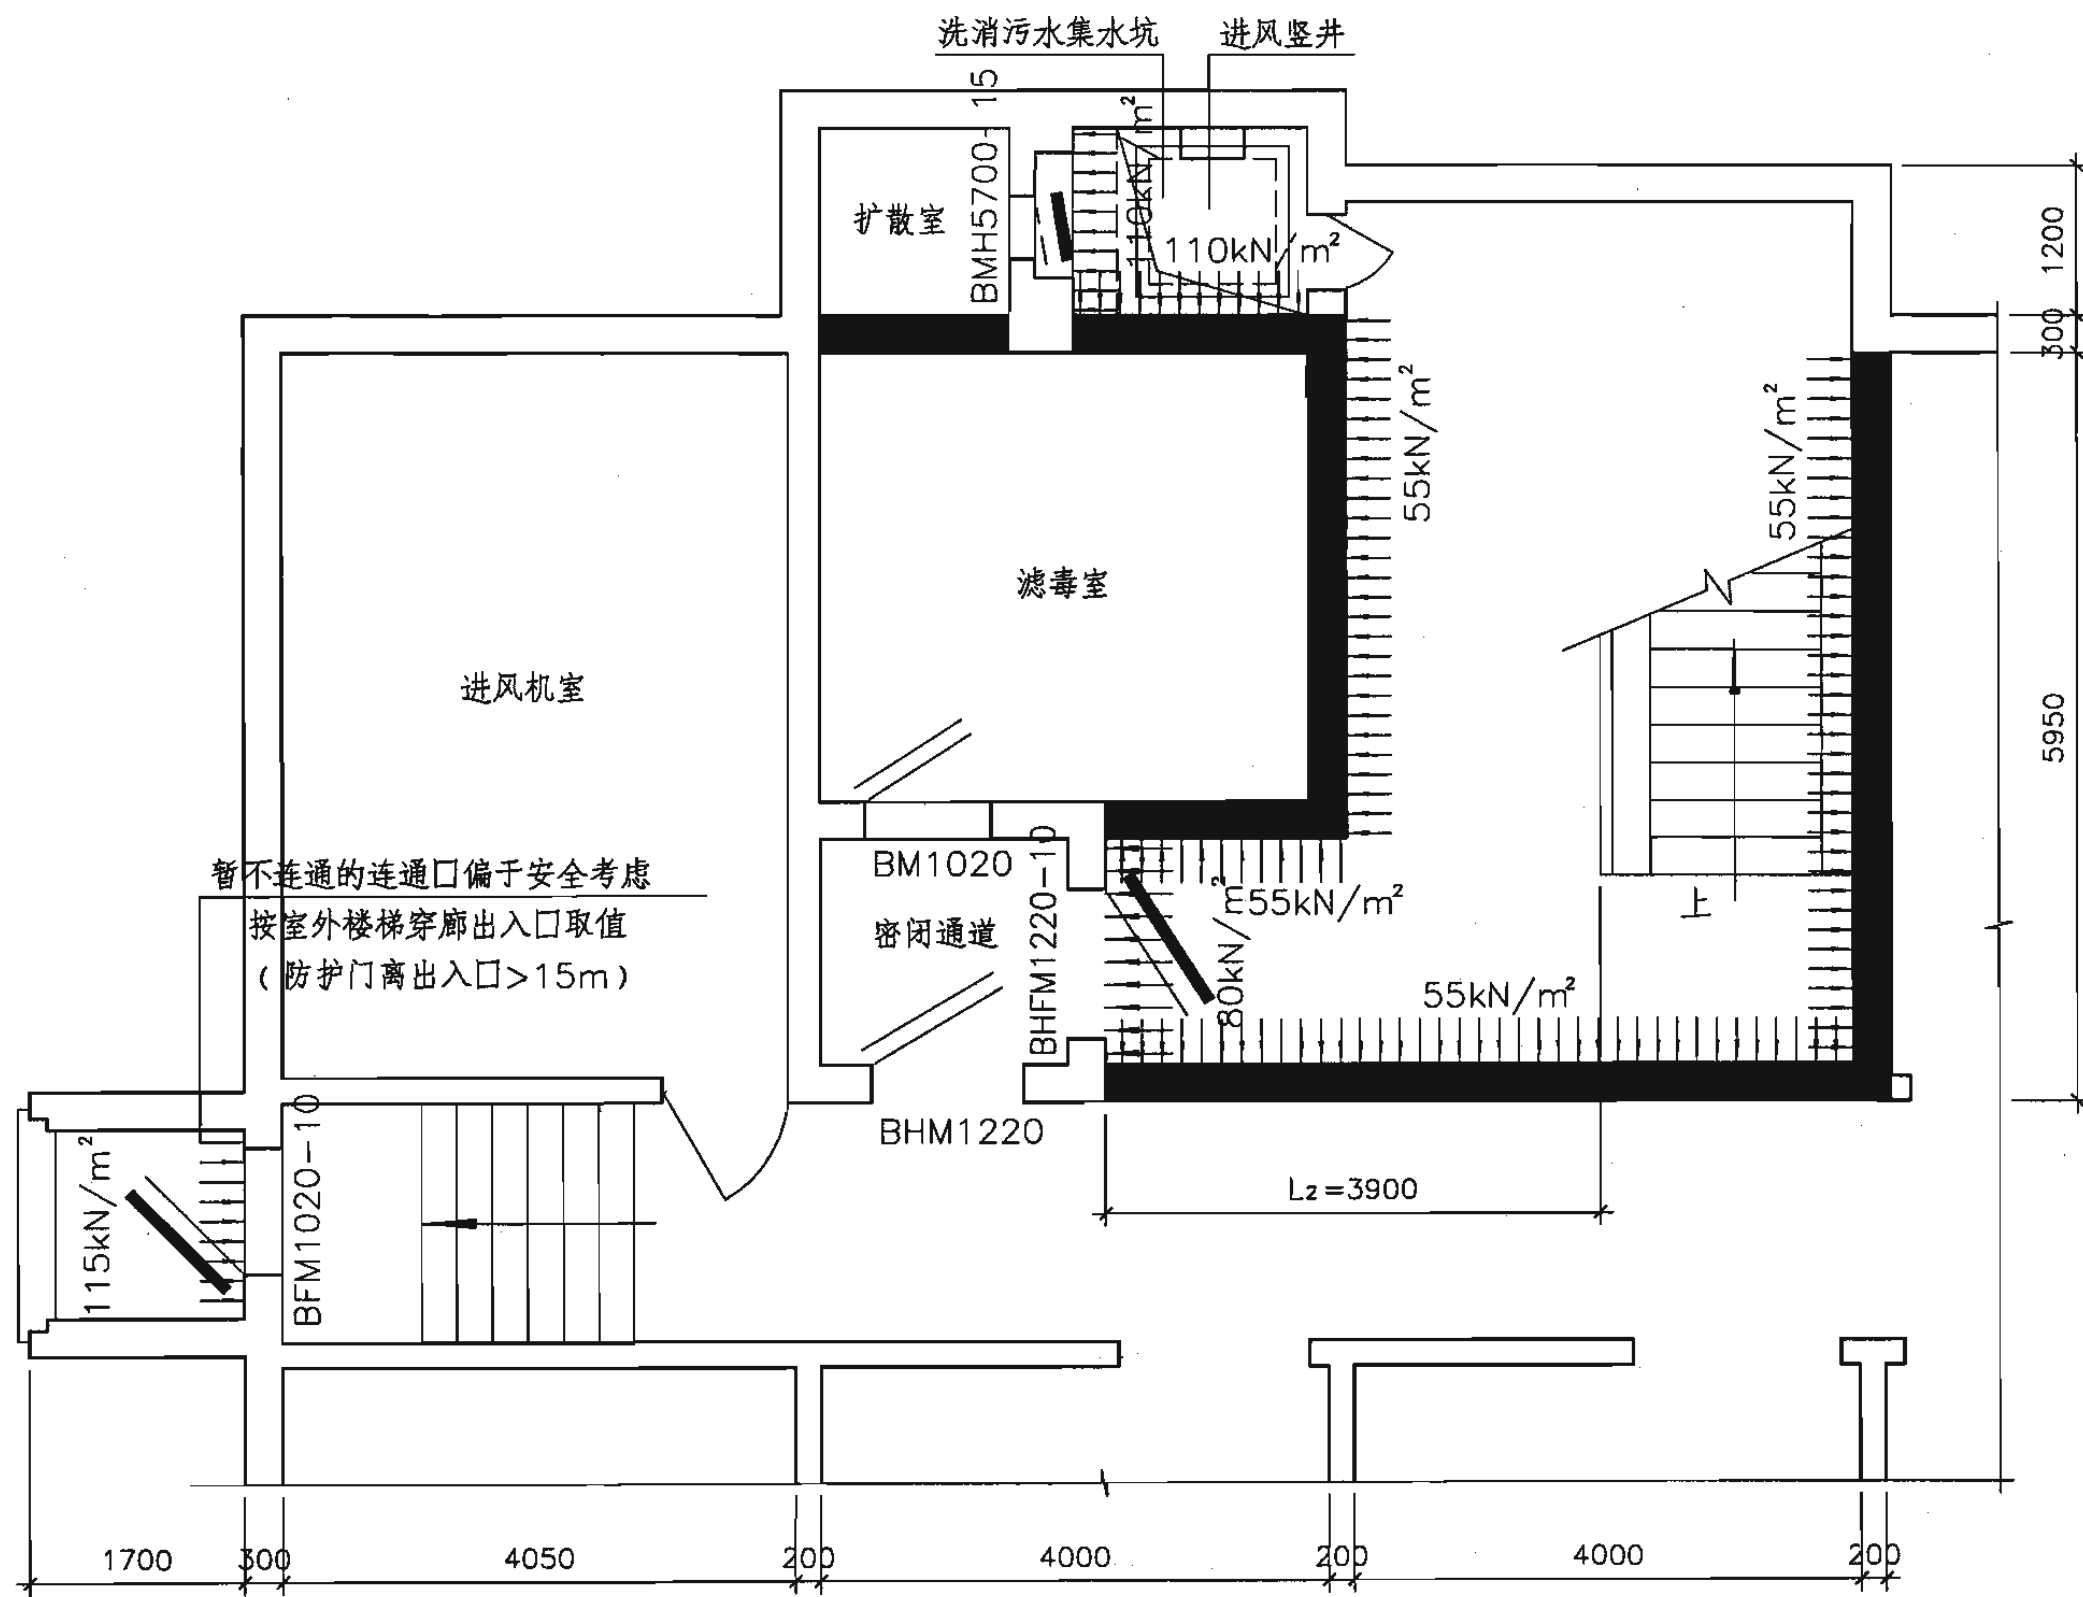 洗消污水集水坑 进风竖井
BMH5700-15
110kN/m²
扩散室
110kN/m²
1200
300
55kN/m²
55kN/m²
滤毒室
进风机室
5950
BM1020
暂不连通的连通口偏于安全考虑
按室外楼梯穿廊出入口取值
(防护门离出入口>15m)
密闭通道
BHFM1220-10
80kN/m²
55kN/m²
上
55kN/m²
BHM1220
115kN/m²
BFM1020-10
L₂=3900
1700 300 4050 200 4000 200 4000 200